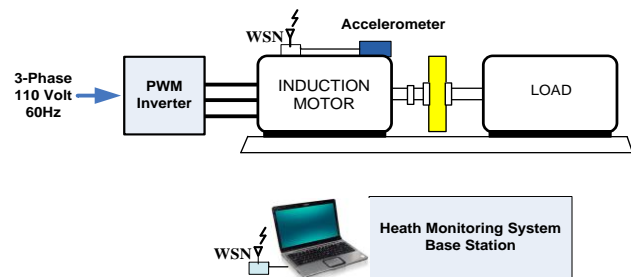 Accelerometer
WSN
3-Phase
110 Volt
60Hz
PWM
Inverter
INDUCTION
MOTOR
LOAD
WSN
Heath Monitoring System
Base Station